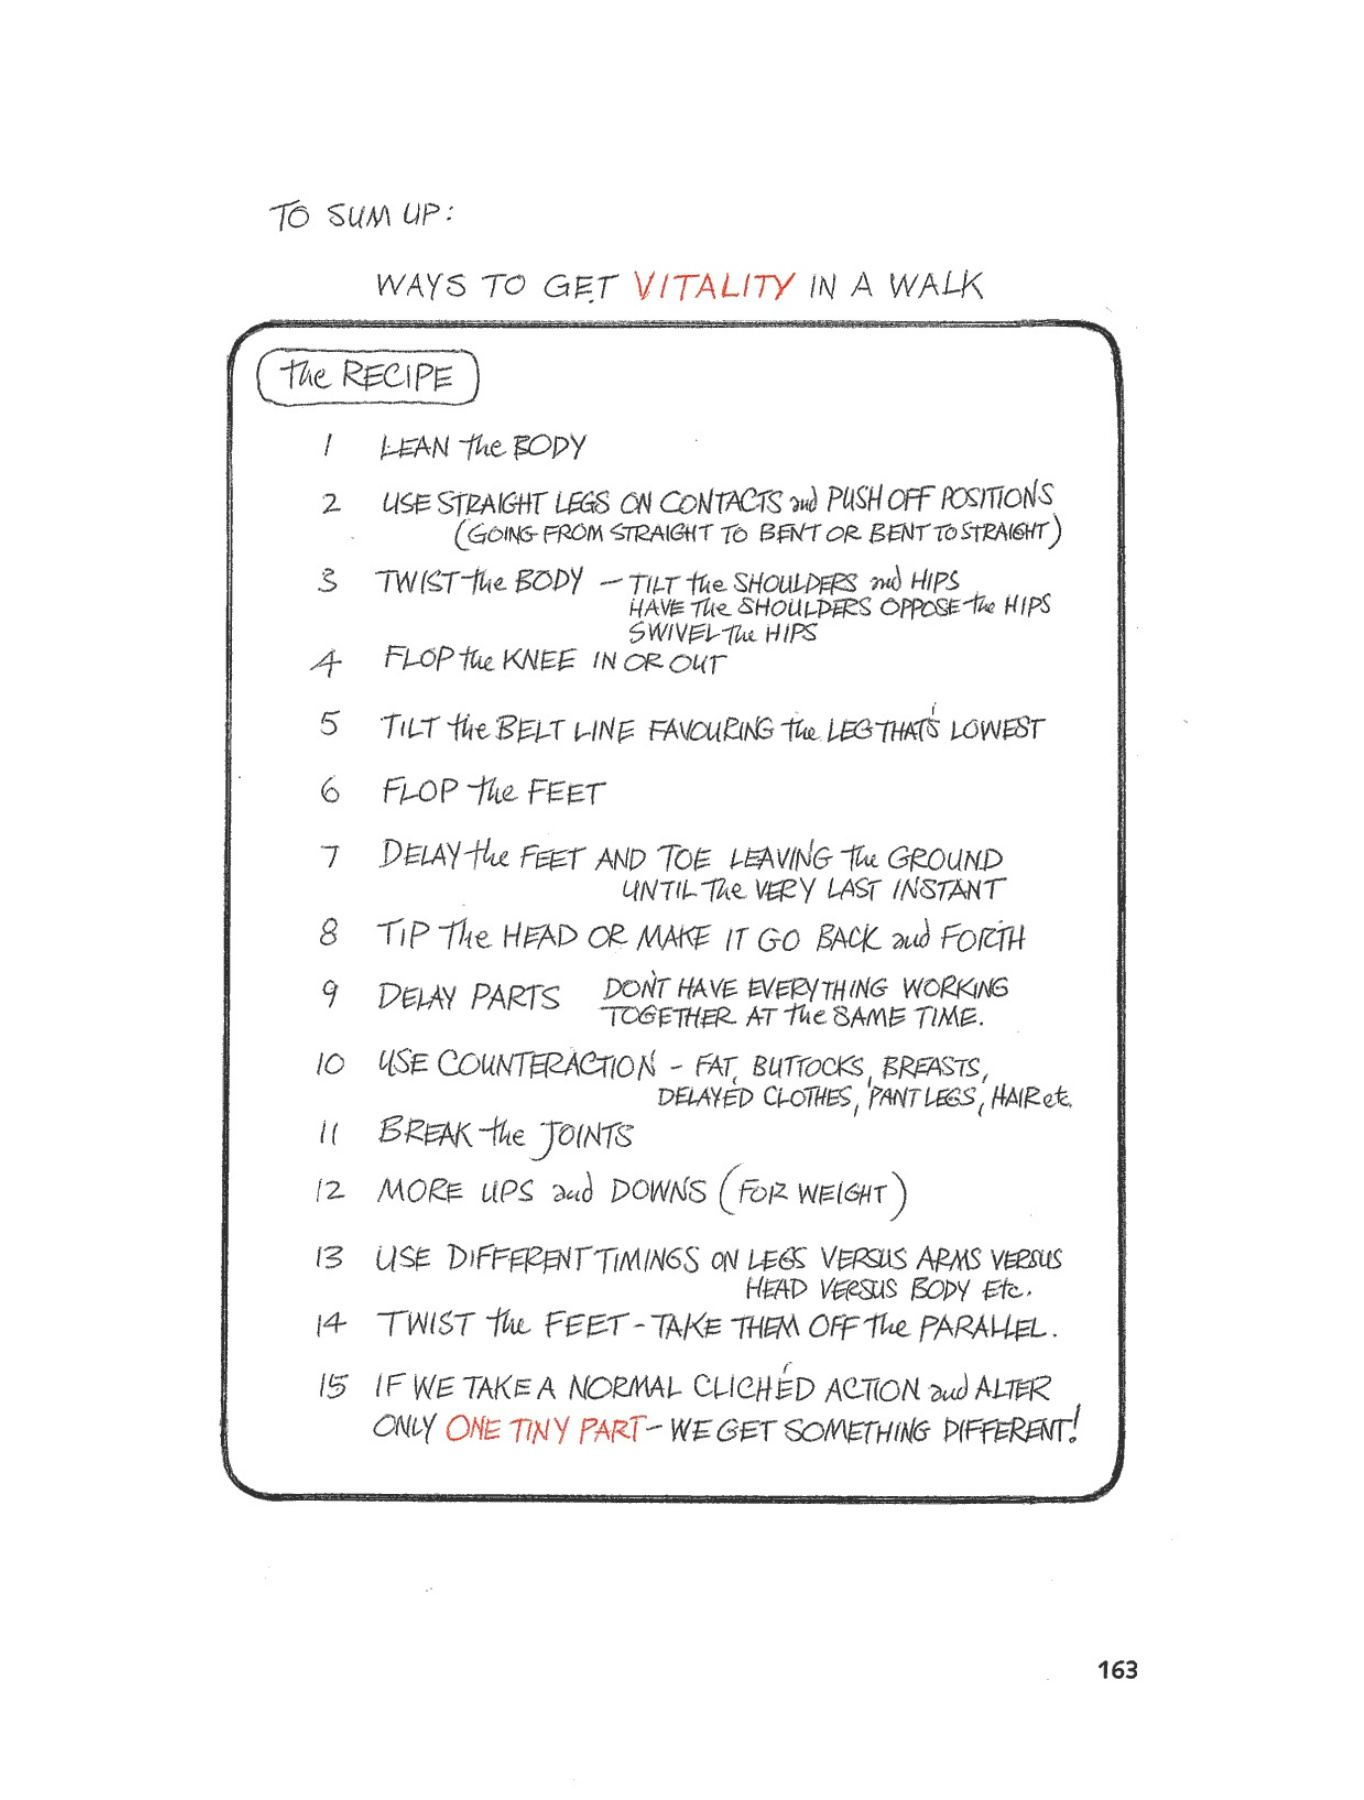 TO SUM UP:
WAYS TO GET VITALITY IN A WALK
the RECIPE
1 LEAN the BODY
2 USE STRAIGHT LEGS ON CONTACTS and PUSH OFF POSITIONS
(GOING FROM STRAIGHT TO BENT OR BENT TO STRAIGHT)
3 TWIST the BODY – TILT the SHOULDERS and HIPS
HAVE The SHOULDERS OPPOSE the HIPS
SWIVEL The HIPS
4 FLOP the KNEE IN OR OUT
5 TILT the BELT LINE FAVOURING the LEG THAT'S LOWEST
6 FLOP the FEET
7 DELAY the FEET AND TOE LEAVING The GROUND
UNTIL The VERY LAST INSTANT
8 TIP The HEAD OR MAKE IT GO BACK and FORTH
9 DELAY PARTS DON'T HAVE EVERYTHING WORKING
TOGETHER AT the SAME TIME.
10 USE COUNTERACTION - FAT, BUTTOCKS, BREASTS,
DELAYED CLOTHES, PANT LEGS, HAIR etc.
11 BREAK the JOINTS
12 MORE UPS and DOWNS (FOR WEIGHT)
13 USE DIFFERENT TIMINGS ON LEGS VERSUS ARMS VERSUS
HEAD VERSUS BODY Etc.
14 TWIST the FEET - TAKE THEM OFF The PARALLEL.
15 IF WE TAKE A NORMAL CLICHÉD ACTION and ALTER
ONLY ONE TINY PART – WE GET SOMETHING DIFFERENT!
163